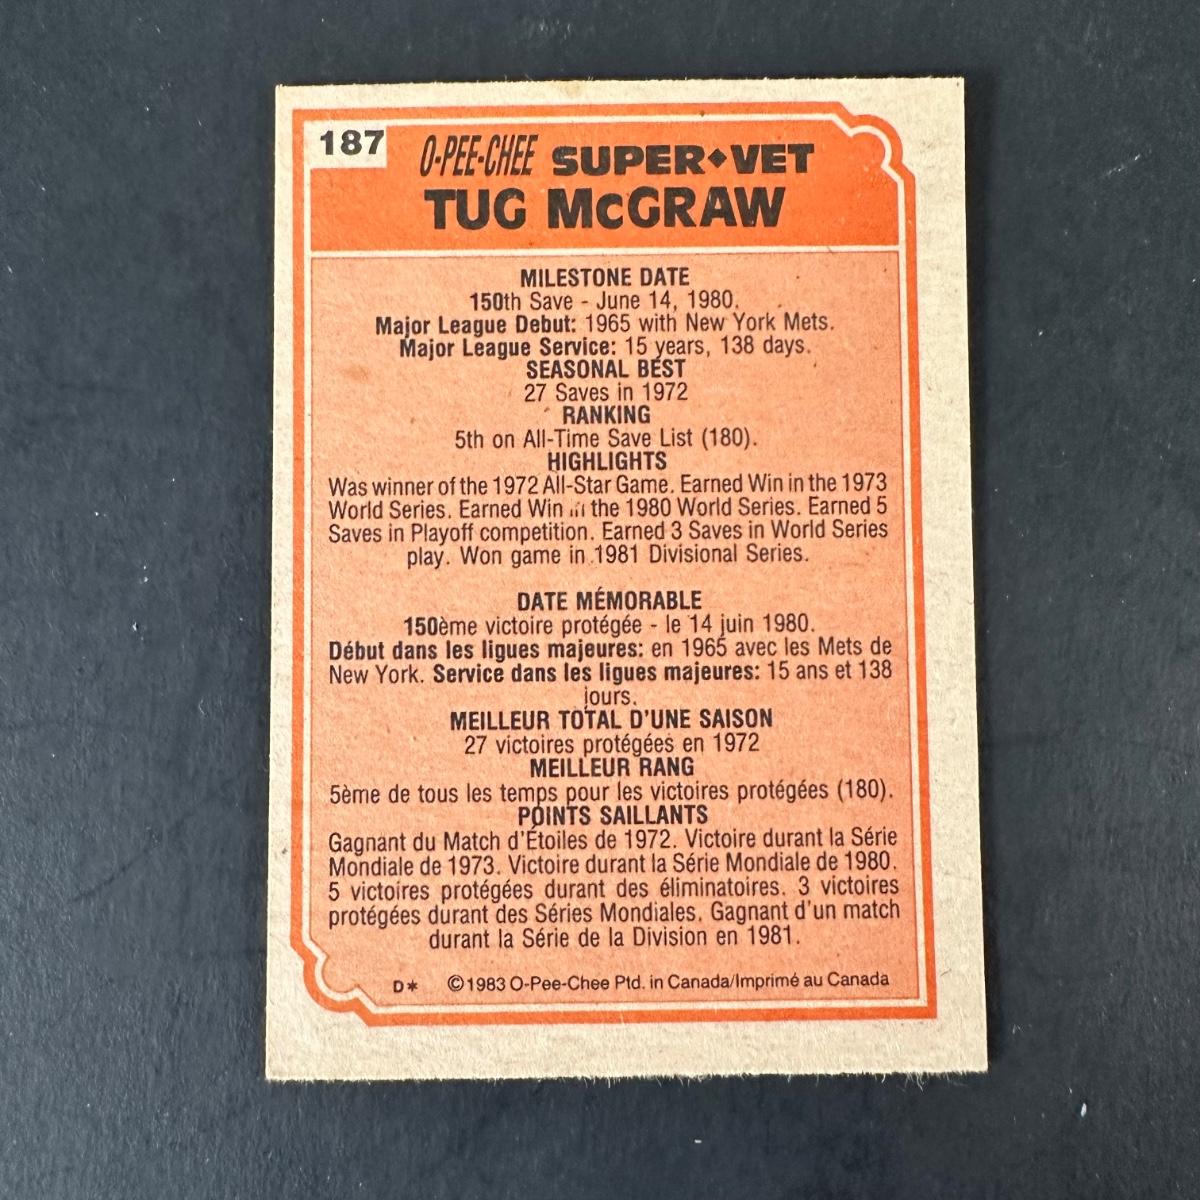 187
O-PEE-CHEE SUPER♦VET
TUG McGRAW
MILESTONE DATE
150th Save - June 14, 1980.
Major League Debut: 1965 with New York Mets.
Major League Service: 15 years, 138 days.
SEASONAL BEST
27 Saves in 1972
RANKING
5th on All-Time Save List (180).
HIGHLIGHTS
Was winner of the 1972 All-Star Game. Earned Win in the 1973
World Series. Earned Win in the 1980 World Series. Earned 5
Saves in Playoff competition. Earned 3 Saves in World Series
play. Won game in 1981 Divisional Series.
DATE MÉMORABLE
150ème victoire protégée - le 14 juin 1980.
Début dans les ligues majeures: en 1965 avec les Mets de
New York. Service dans les ligues majeures: 15 ans et 138
jours.
MEILLEUR TOTAL D'UNE SAISON
27 victoires protégées en 1972
MEILLEUR RANG
5ème de tous les temps pour les victoires protégées (180).
POINTS SAILLANTS
Gagnant du Match d'Étoiles de 1972. Victoire durant la Série
Mondiale de 1973. Victoire durant la Série Mondiale de 1980.
5 victoires protégées durant des éliminatoires. 3 victoires
protégées durant des Séries Mondiales. Gagnant d'un match
durant la Série de la Division en 1981.
D* ©1983 O-Pee-Chee Ptd. in Canada/Imprimé au Canada